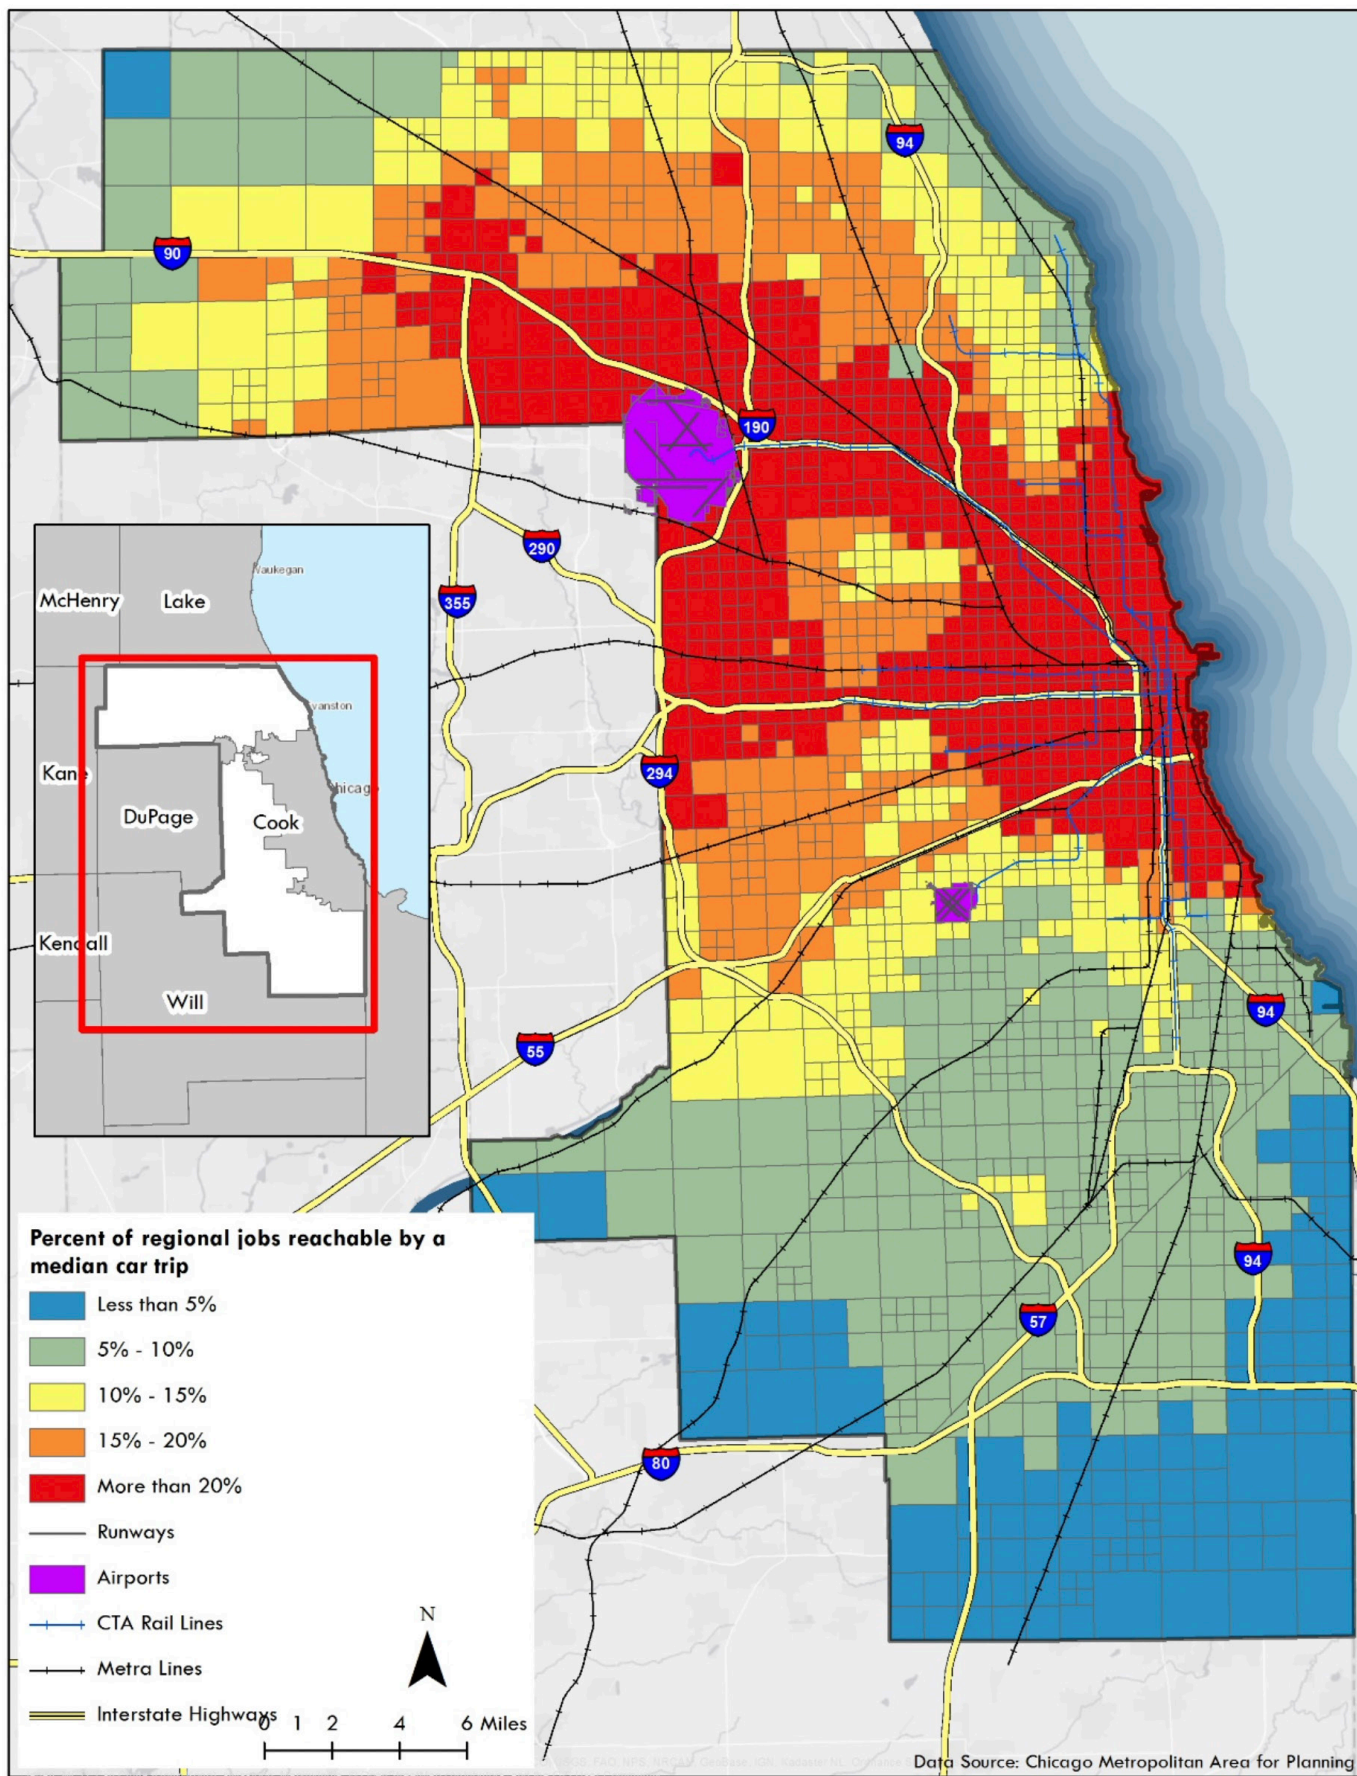 94
90
190
290
355
294
94
55
94
57
80
Vaukegan
McHenry
Lake
vanston
Kane
hicago
DuPage
Cook
Kendall
Will
Percent of regional jobs reachable by a
median car trip
Less than 5%
5% - 10%
10% - 15%
15% - 20%
More than 20%
Runways
Airports
CTA Rail Lines
Metra Lines
Interstate Highways
N
0 1 2 4 6 Miles
Data Source: Chicago Metropolitan Area for Planning